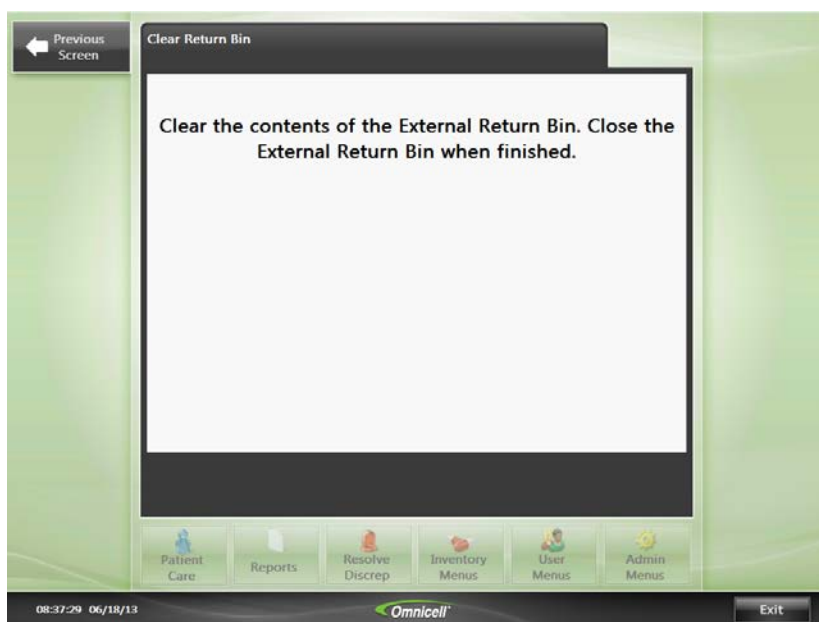 Previous
Screen
Clear Return Bin
Clear the contents of the External Return Bin. Close the
External Return Bin when finished.
Patient
Care
Reports
Resolve
Discrep
Inventory
Menus
User
Menus
Admin
Menus
08:37:29 06/18/13
Omnicell
Exit